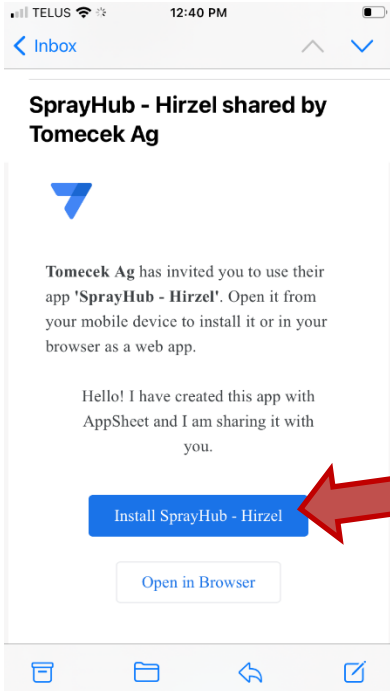 TELUS 12:40 PM
Inbox
SprayHub - Hirzel shared by
Tomecek Ag
Tomecek Ag has invited you to use their
app 'SprayHub - Hirzel'. Open it from
your mobile device to install it or in your
browser as a web app.
Hello! I have created this app with
AppSheet and I am sharing it with
you.
Install SprayHub - Hirzel
Open in Browser